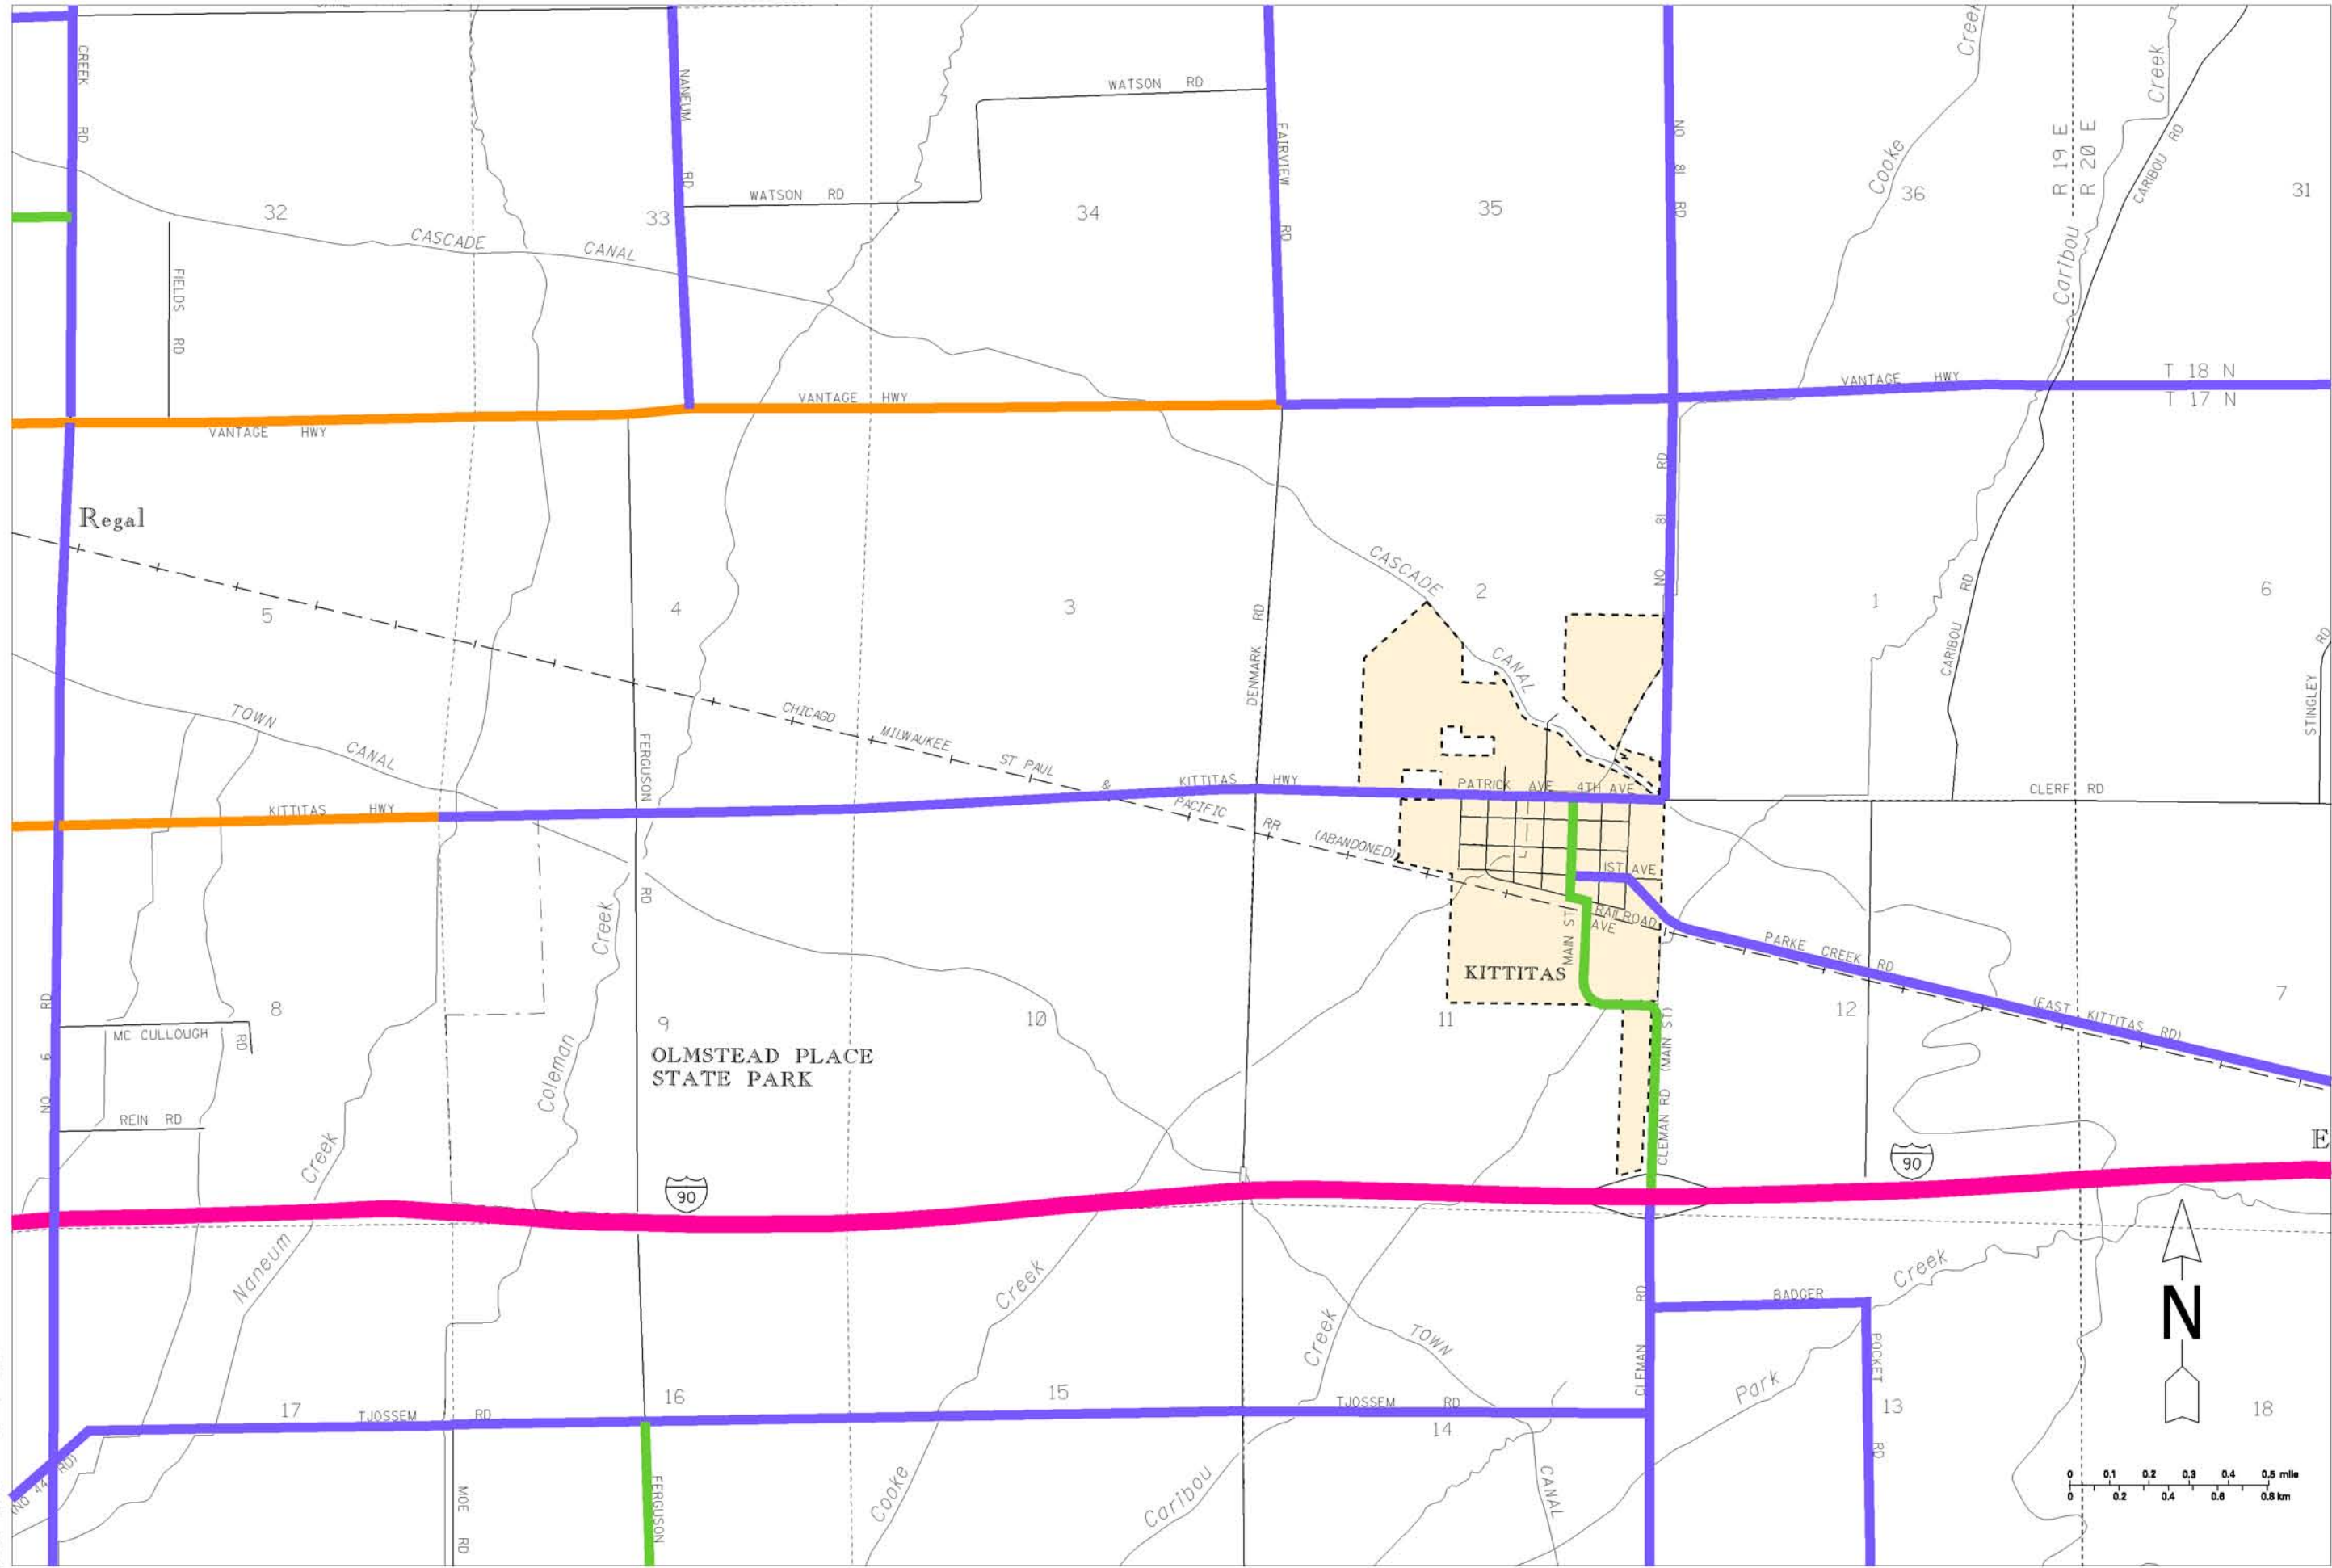 CREEK RD
NANEUM RD
WATSON RD
WATSON RD
FAIRVIEW RD
NO 81 RD
Creek
Cooke
Creek
R 19 E
R 20 E
CARIBOU RD
Caribou
32
33
34
35
36
31
CASCADE CANAL
FIELDS RD
VANTAGE HWY
VANTAGE HWY
VANTAGE HWY
T 18 N
T 17 N
Regal
NO 81 RD
CASCADE
CANAL
5
4
3
2
1
6
DENMARK RD
CARIBOU RD
STINGLEY RD
TOWN CANAL
FERGUSON RD
CHICAGO MILWAUKEE ST PAUL & PACIFIC RR (ABANDONED)
KITTITAS HWY
KITTITAS HWY
PATRICK AVE
4TH AVE
CLERF RD
1ST AVE
RAILROAD
AVE
MAIN ST
KITTITAS
PARKE CREEK RD
(EAST KITTITAS RD)
NO 6 RD
8
9
10
11
12
7
MC CULLOUGH RD
REIN RD
Coleman Creek
OLMSTEAD PLACE
STATE PARK
CLEMAN RD (MAIN ST)
E
90
90
Naneum Creek
Creek
Creek
Creek
TOWN
CANAL
BADGER
POCKET RD
CLEMAN RD
Park
N
17
16
15
14
13
18
TJOSSEM RD
TJOSSEM RD
(NO 44 RD)
MOE RD
FERGUSON
Cooke
Caribou
0 0.1 0.2 0.3 0.4 0.5 mile
0 0.2 0.4 0.6 0.8 km